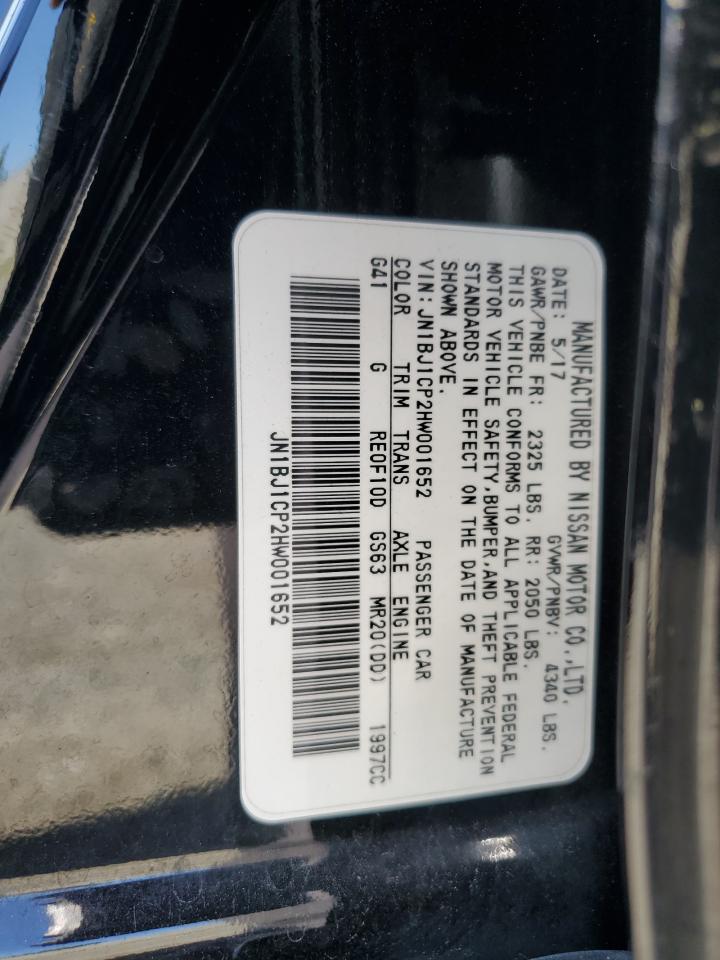 MANUFACTURED BY NISSAN MOTOR CO.,LTD.
DATE: 5/17 GVWR/PNBV: 4340 LBS.
GAWR/PNBE FR: 2325 LBS. RR: 2050 LBS.
THIS VEHICLE CONFORMS TO ALL APPLICABLE FEDERAL
MOTOR VEHICLE SAFETY,BUMPER,AND THEFT PREVENTION
STANDARDS IN EFFECT ON THE DATE OF MANUFACTURE
SHOWN ABOVE.
VIN:JN1BJ1CP2HW001652 PASSENGER CAR
COLOR TRIM TRANS AXLE ENGINE
G41 G RE0F10D GS63 MR20(DD) 1997CC
JN1BJ1CP2HW001652